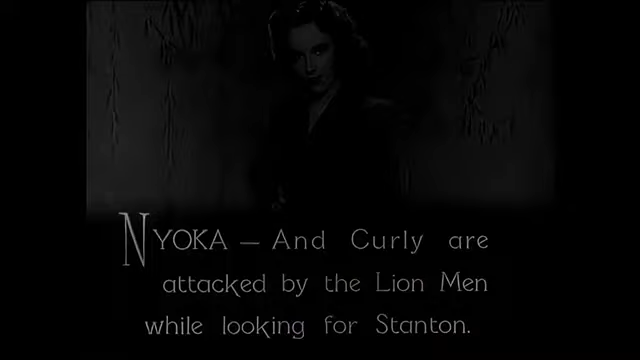 NYOKA — And Curly are
attacked by the Lion Men
while looking for Stanton.